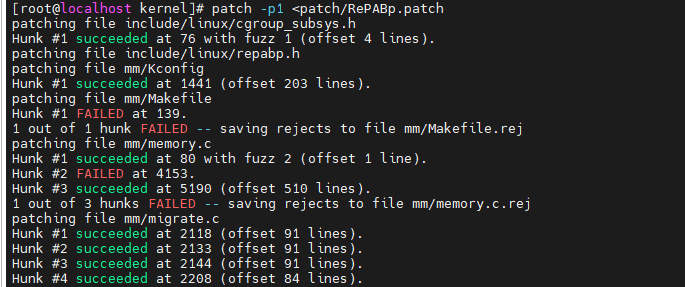 [root@localhost kernel]# patch -p1 <patch/RePABp.patch
patching file include/linux/cgroup_subsys.h
Hunk #1 succeeded at 76 with fuzz 1 (offset 4 lines).
patching file include/linux/repabp.h
patching file mm/Kconfig
Hunk #1 succeeded at 1441 (offset 203 lines).
patching file mm/Makefile
Hunk #1 FAILED at 139.
1 out of 1 hunk FAILED -- saving rejects to file mm/Makefile.rej
patching file mm/memory.c
Hunk #1 succeeded at 80 with fuzz 2 (offset 1 line).
Hunk #2 FAILED at 4153.
Hunk #3 succeeded at 5190 (offset 510 lines).
1 out of 3 hunks FAILED -- saving rejects to file mm/memory.c.rej
patching file mm/migrate.c
Hunk #1 succeeded at 2118 (offset 91 lines).
Hunk #2 succeeded at 2133 (offset 91 lines).
Hunk #3 succeeded at 2144 (offset 91 lines).
Hunk #4 succeeded at 2208 (offset 84 lines).